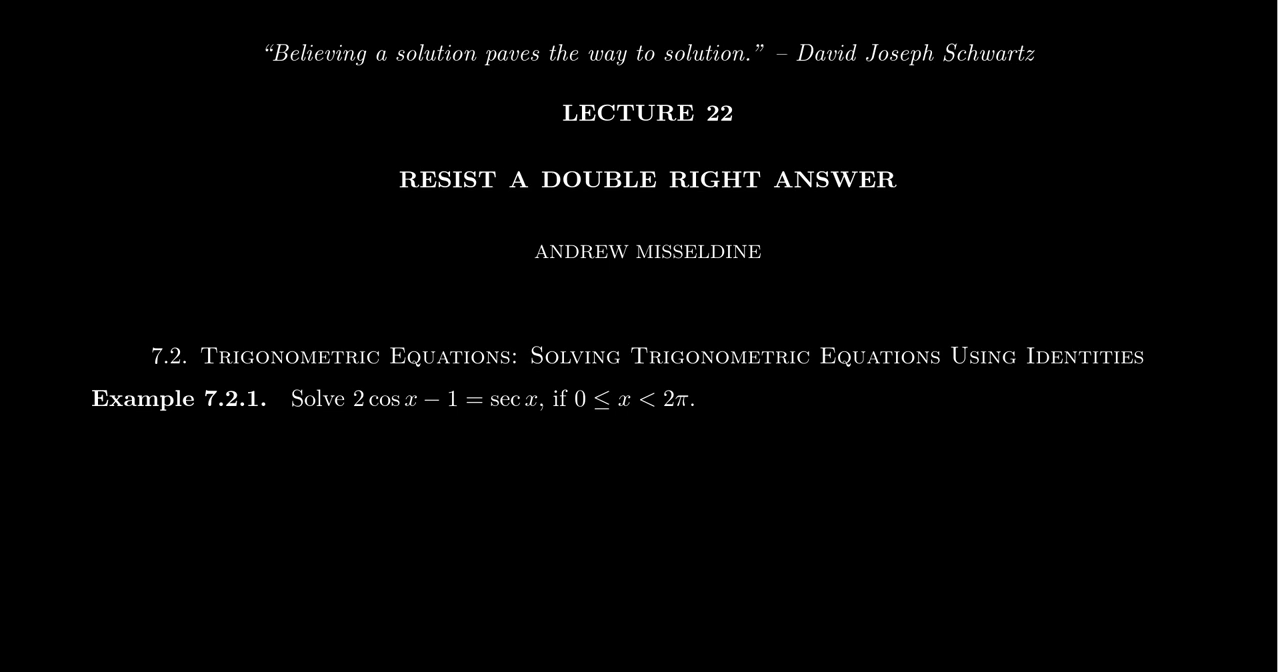 “Believing a solution paves the way to solution.” – David Joseph Schwartz
LECTURE 22
RESIST A DOUBLE RIGHT ANSWER
ANDREW MISSELDINE
7.2. Trigonometric Equations: Solving Trigonometric Equations Using Identities
Example 7.2.1. Solve 2 cos x − 1 = sec x, if 0 ≤ x < 2π.